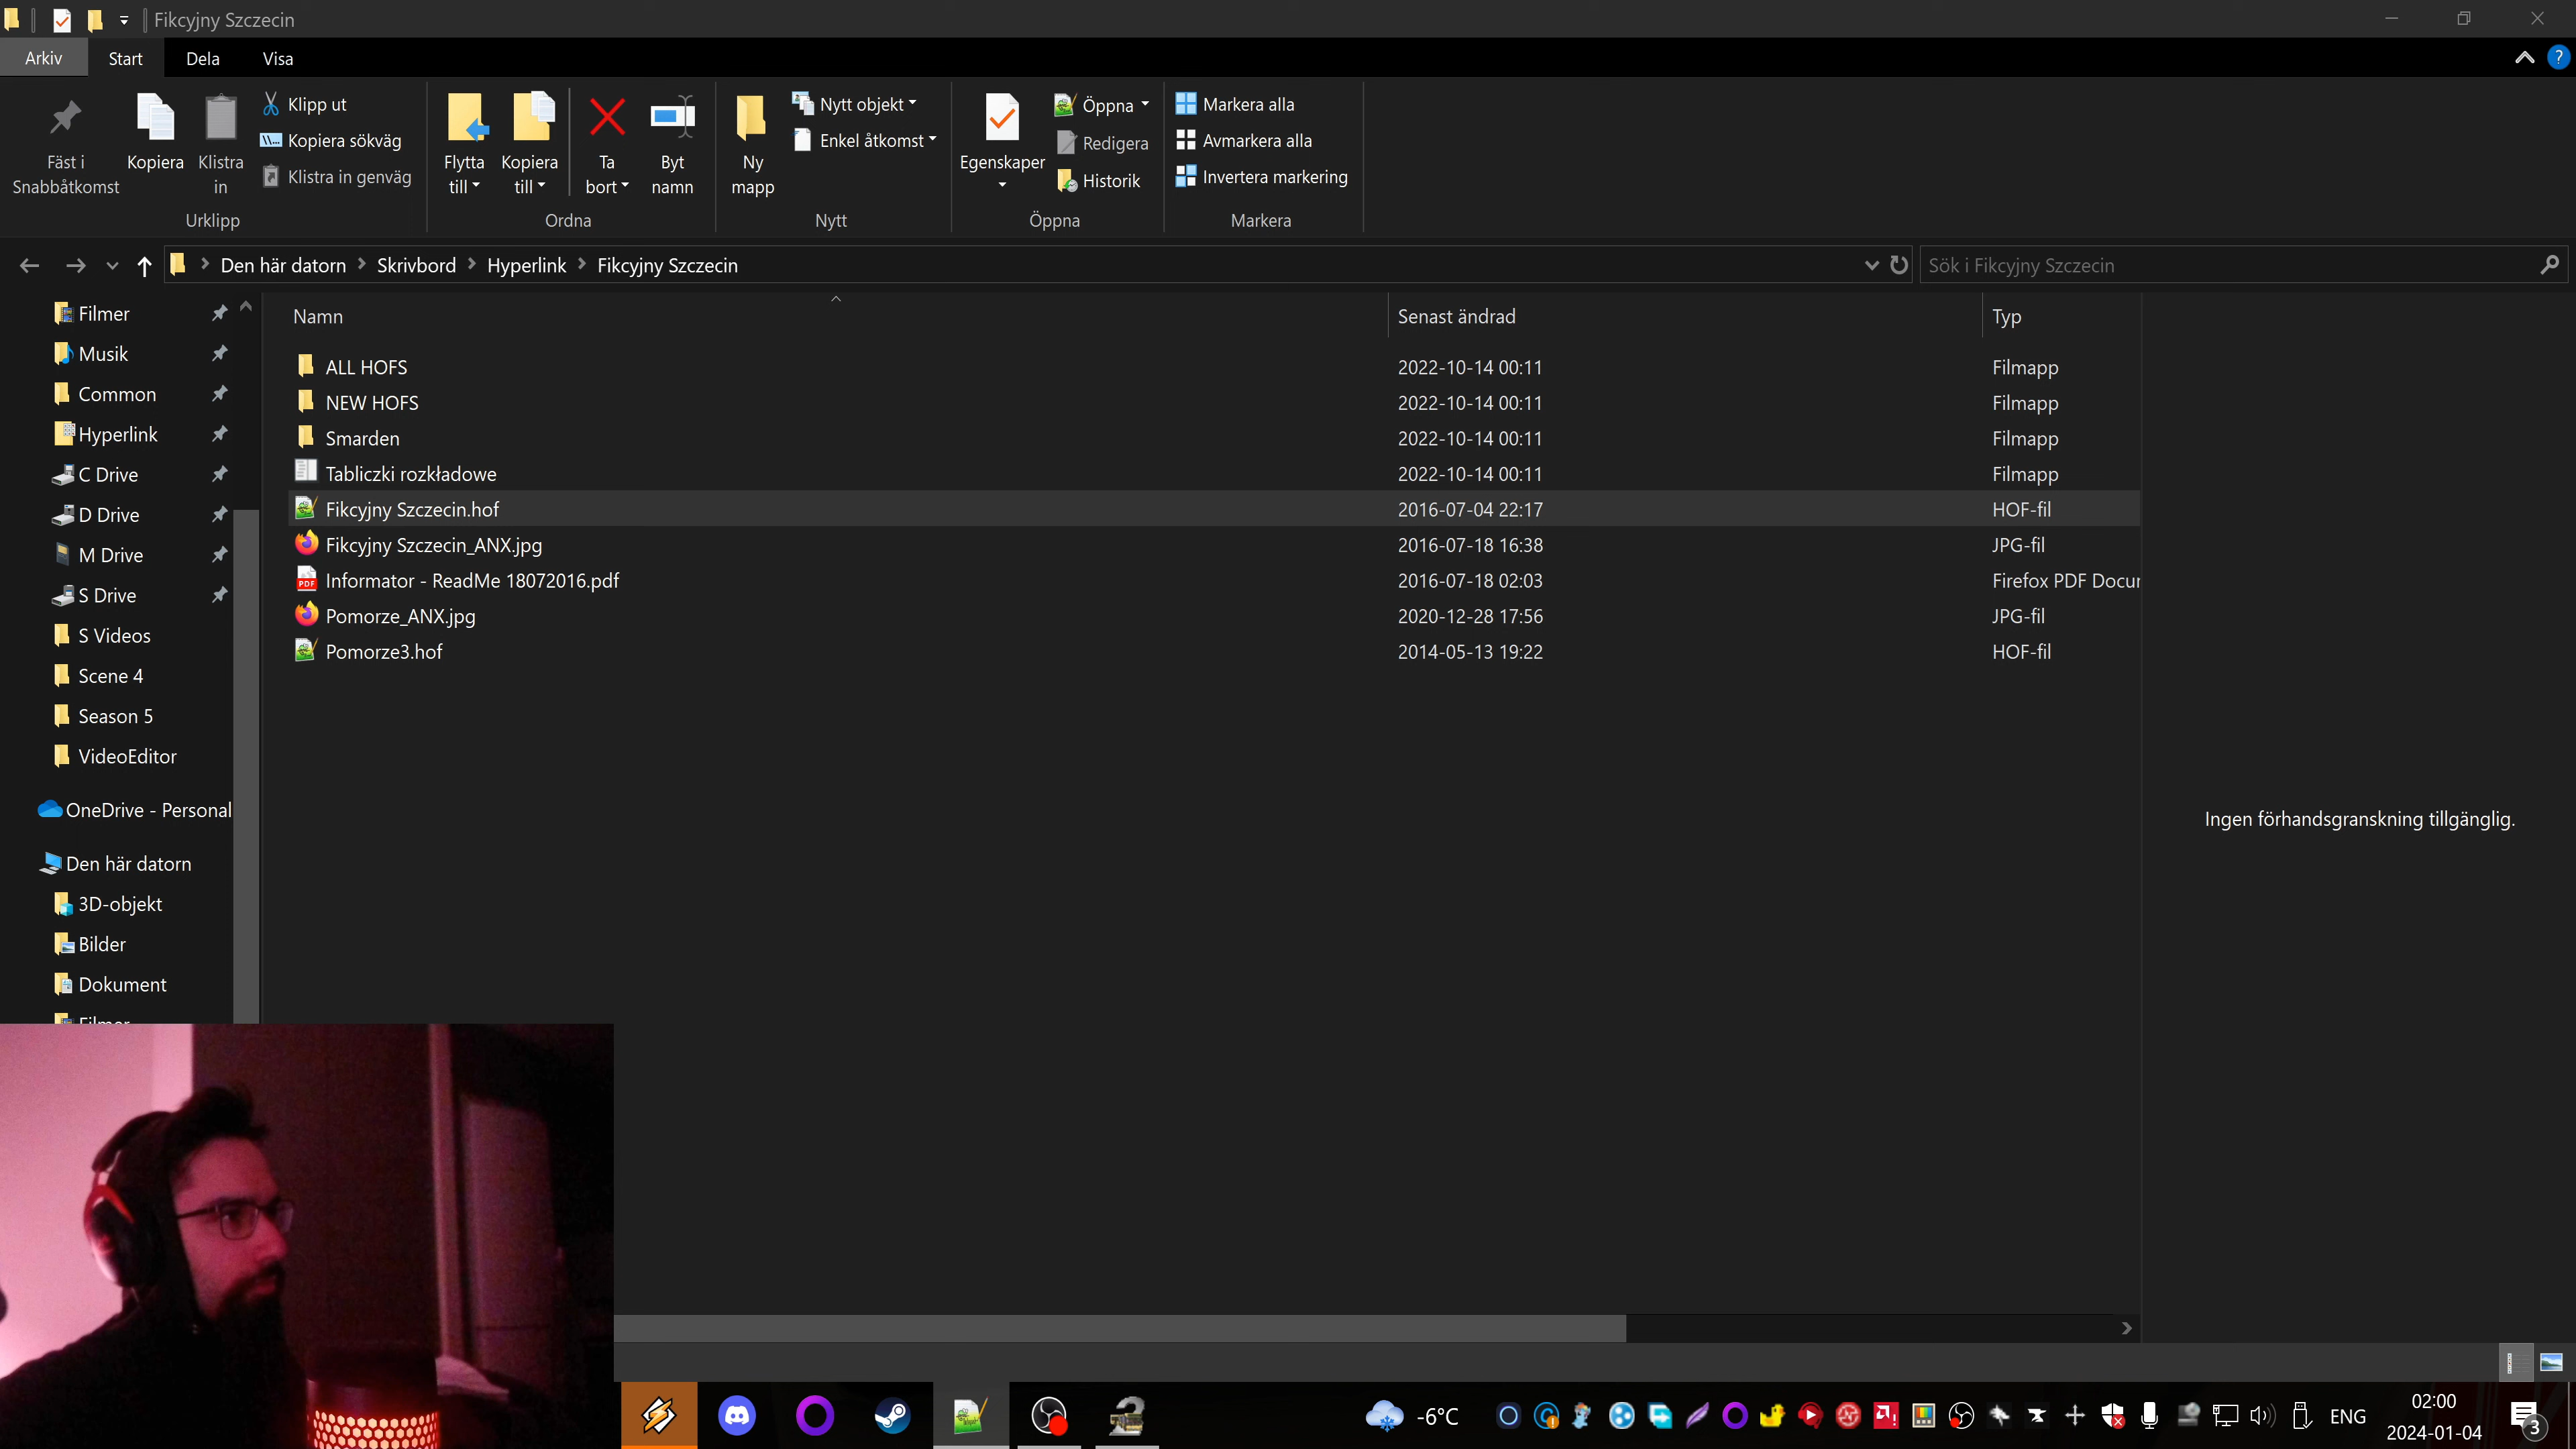 Fikcyjny Szczecin
Arkiv Start Dela Visa
Fäst i Snabbåtkomst
Kopiera
Klistra in
Klipp ut
Kopiera sökväg
Klistra in genväg
Urklipp
Flytta till
Kopiera till
Ta bort
Byt namn
Ordna
Ny mapp
Nytt objekt
Enkel åtkomst
Nytt
Egenskaper
Öppna
Redigera
Historik
Öppna
Markera alla
Avmarkera alla
Invertera markering
Markera
Den här datorn Skrivbord Hyperlink Fikcyjny Szczecin
Sök i Fikcyjny Szczecin
Filmer
Musik
Common
Hyperlink
C Drive
D Drive
M Drive
S Drive
S Videos
Scene 4
Season 5
VideoEditor
OneDrive - Personal
Den här datorn
3D-objekt
Bilder
Dokument
Filmer
Namn Senast ändrad Typ
ALL HOFS 2022-10-14 00:11 Filmapp
NEW HOFS 2022-10-14 00:11 Filmapp
Smarden 2022-10-14 00:11 Filmapp
Tabliczki rozkładowe 2022-10-14 00:11 Filmapp
Fikcyjny Szczecin.hof 2016-07-04 22:17 HOF-fil
Fikcyjny Szczecin_ANX.jpg 2016-07-18 16:38 JPG-fil
Informator - ReadMe 18072016.pdf 2016-07-18 02:03 Firefox PDF Docur
Pomorze_ANX.jpg 2020-12-28 17:56 JPG-fil
Pomorze3.hof 2014-05-13 19:22 HOF-fil
Ingen förhandsgranskning tillgänglig.
-6°C
ENG
02:00
2024-01-04
3